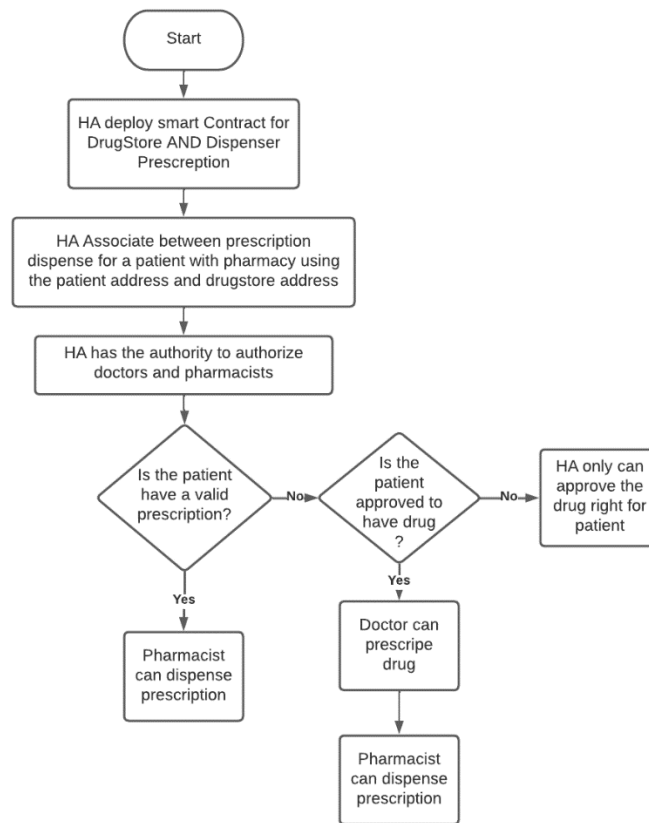 Start
HA deploy smart Contract for
DrugStore AND Dispenser
Prescreption
HA Associate between prescription
dispense for a patient with pharmacy using
the patient address and drugstore address
HA has the authority to authorize
doctors and pharmacists
Is the patient
have a valid
prescription?
No
Is the
patient
approved to
have drug
?
No
HA only can
approve the
drug right for
patient
Yes
Pharmacist
can dispense
prescription
Yes
Doctor can
prescripe
drug
Pharmacist
can dispense
prescription